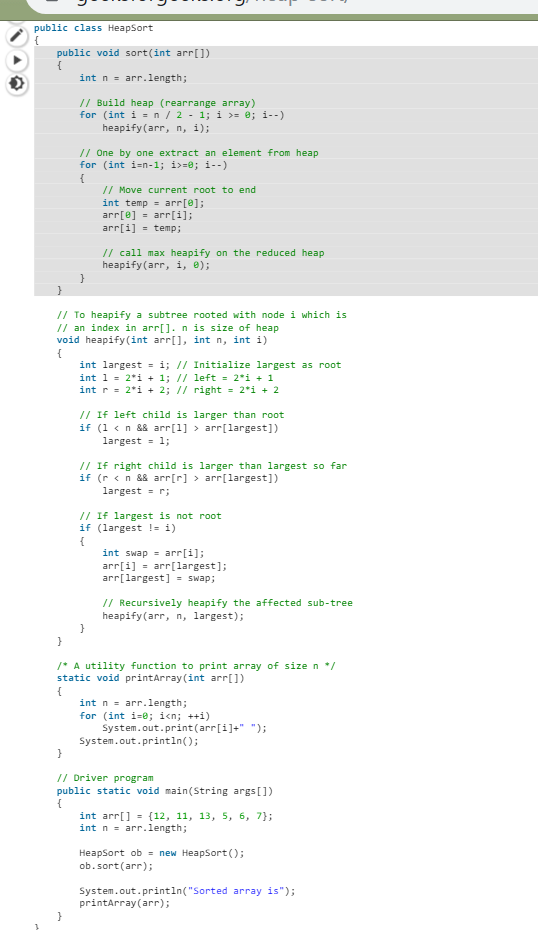 public class HeapSort
{
    public void sort(int arr[])
    {
        int n = arr.length;

        // Build heap (rearrange array)
        for (int i = n / 2 - 1; i >= 0; i--)
            heapify(arr, n, i);

        // One by one extract an element from heap
        for (int i=n-1; i>=0; i--)
        {
            // Move current root to end
            int temp = arr[0];
            arr[0] = arr[i];
            arr[i] = temp;

            // call max heapify on the reduced heap
            heapify(arr, i, 0);
        }
    }

    // To heapify a subtree rooted with node i which is
    // an index in arr[]. n is size of heap
    void heapify(int arr[], int n, int i)
    {
        int largest = i; // Initialize largest as root
        int l = 2*i + 1; // left = 2*i + 1
        int r = 2*i + 2; // right = 2*i + 2

        // If left child is larger than root
        if (l < n && arr[l] > arr[largest])
            largest = l;

        // If right child is larger than largest so far
        if (r < n && arr[r] > arr[largest])
            largest = r;

        // If largest is not root
        if (largest != i)
        {
            int swap = arr[i];
            arr[i] = arr[largest];
            arr[largest] = swap;

            // Recursively heapify the affected sub-tree
            heapify(arr, n, largest);
        }
    }

    /* A utility function to print array of size n */
    static void printArray(int arr[])
    {
        int n = arr.length;
        for (int i=0; i<n; ++i)
            System.out.print(arr[i]+" ");
        System.out.println();
    }

    // Driver program
    public static void main(String args[])
    {
        int arr[] = {12, 11, 13, 5, 6, 7};
        int n = arr.length;

        HeapSort ob = new HeapSort();
        ob.sort(arr);

        System.out.println("Sorted array is");
        printArray(arr);
    }
}